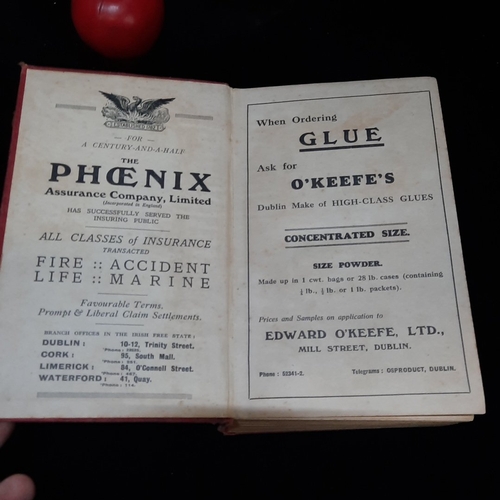 — FOR —
A CENTURY-AND-A-HALF
THE
PHŒNIX
Assurance Company, Limited
(Incorporated in England)
HAS SUCCESSFULLY SERVED THE
INSURING PUBLIC
ALL CLASSES of INSURANCE
TRANSACTED
FIRE :: ACCIDENT
LIFE :: MARINE
Favourable Terms.
Prompt & Liberal Claim Settlements.
BRANCH OFFICES IN THE IRISH FREE STATE:
DUBLIN: 10-12, Trinity Street.
CORK: 95, South Mall.
LIMERICK: 84, O'Connell Street.
WATERFORD: 41, Quay.
When Ordering
GLUE
Ask for
O'KEEFE'S
Dublin Make of HIGH-CLASS GLUES
CONCENTRATED SIZE.
SIZE POWDER.
Made up in 1 cwt. bags or 28 lb. cases (containing
¼ lb., ½ lb. or 1 lb. packets).
Prices and Samples on application to
EDWARD O'KEEFE, LTD.,
MILL STREET, DUBLIN.
Phone: 52241-2. Telegrams: OSPRODUCT, DUBLIN.